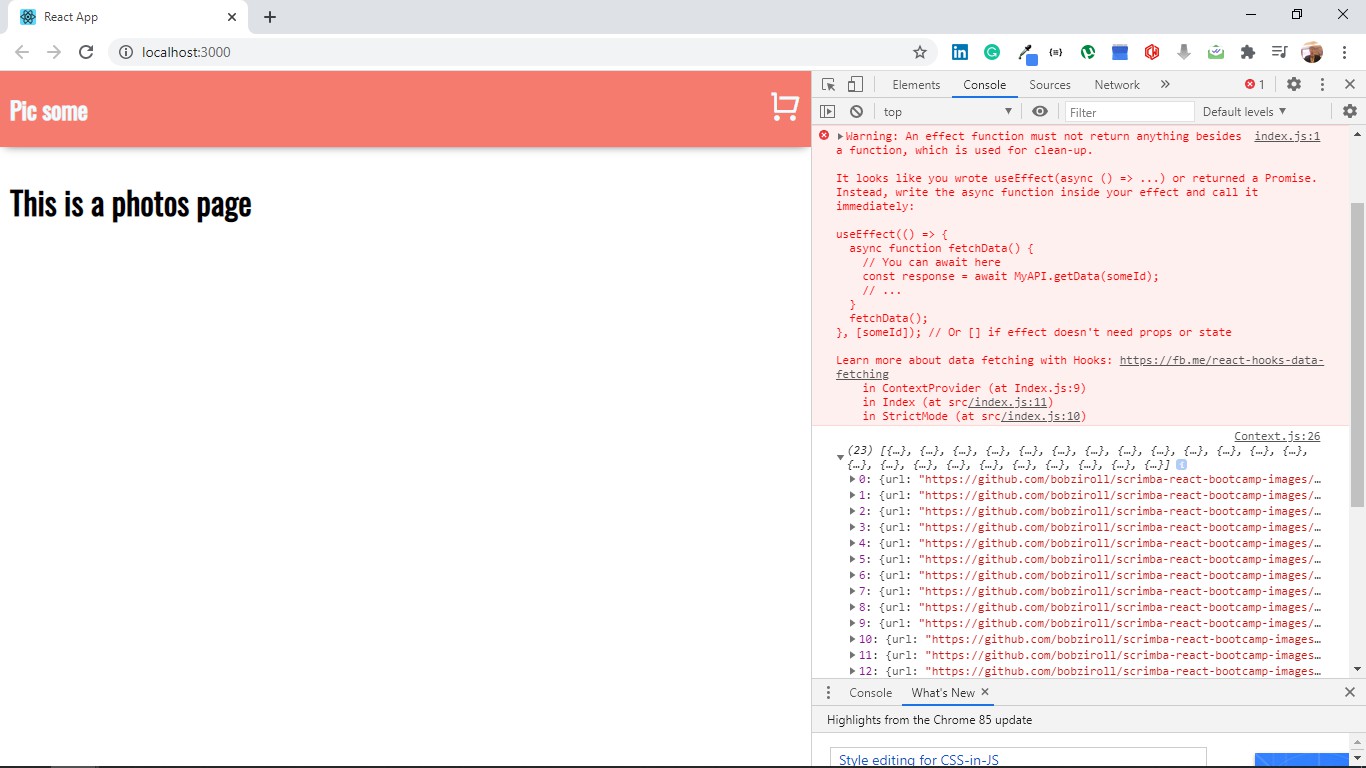 React App
localhost:3000
Pic some
This is a photos page
Elements Console Sources Network » 1
top Filter Default levels
Warning: An effect function must not return anything besides index.js:1
a function, which is used for clean-up.
It looks like you wrote useEffect(async () => ...) or returned a Promise.
Instead, write the async function inside your effect and call it
immediately:
useEffect(() => {
  async function fetchData() {
    // You can await here
    const response = await MyAPI.getData(someId);
    // ...
  }
  fetchData();
}, [someId]); // Or [] if effect doesn't need props or state
Learn more about data fetching with Hooks: https://fb.me/react-hooks-data-
fetching
    in ContextProvider (at Index.js:9)
    in Index (at src/index.js:11)
    in StrictMode (at src/index.js:10)
Context.js:26
(23) [{…}, {…}, {…}, {…}, {…}, {…}, {…}, {…}, {…}, {…}, {…}, {…}, {…},
{…}, {…}, {…}, {…}, {…}, {…}, {…}, {…}, {…}, {…}] i
0: {url: "https://github.com/bobziroll/scrimba-react-bootcamp-images/…
1: {url: "https://github.com/bobziroll/scrimba-react-bootcamp-images/…
2: {url: "https://github.com/bobziroll/scrimba-react-bootcamp-images/…
3: {url: "https://github.com/bobziroll/scrimba-react-bootcamp-images/…
4: {url: "https://github.com/bobziroll/scrimba-react-bootcamp-images/…
5: {url: "https://github.com/bobziroll/scrimba-react-bootcamp-images/…
6: {url: "https://github.com/bobziroll/scrimba-react-bootcamp-images/…
7: {url: "https://github.com/bobziroll/scrimba-react-bootcamp-images/…
8: {url: "https://github.com/bobziroll/scrimba-react-bootcamp-images/…
9: {url: "https://github.com/bobziroll/scrimba-react-bootcamp-images/…
10: {url: "https://github.com/bobziroll/scrimba-react-bootcamp-images…
11: {url: "https://github.com/bobziroll/scrimba-react-bootcamp-images…
12: {url: "https://github.com/bobziroll/scrimba-react-bootcamp-images…
Console What's New
Highlights from the Chrome 85 update
Style editing for CSS-in-JS